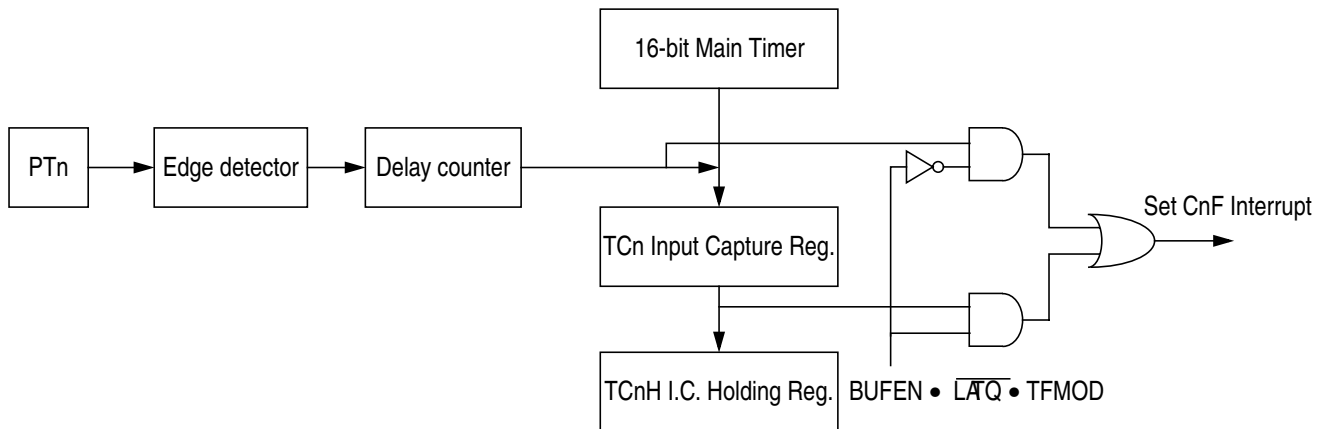 16-bit Main Timer
PTn
Edge detector
Delay counter
Set CnF Interrupt
TCn Input Capture Reg.
TCnH I.C. Holding Reg.
BUFEN • LATQ • TFMOD